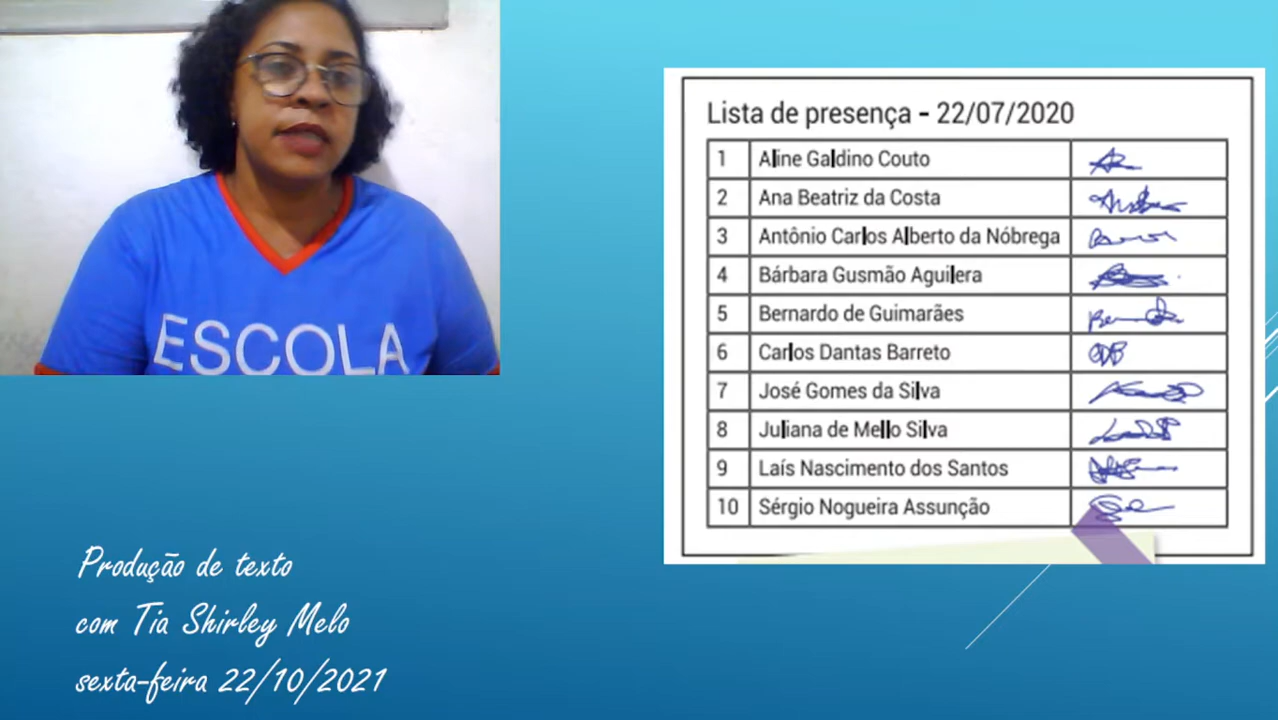 ESCOLA
Lista de presença - 22/07/2020
1 Aline Galdino Couto
2 Ana Beatriz da Costa
3 Antônio Carlos Alberto da Nóbrega
4 Bárbara Gusmão Aguilera
5 Bernardo de Guimarães
6 Carlos Dantas Barreto
7 José Gomes da Silva
8 Juliana de Mello Silva
9 Laís Nascimento dos Santos
10 Sérgio Nogueira Assunção
Produção de texto
com Tia Shirley Melo
sexta-feira 22/10/2021